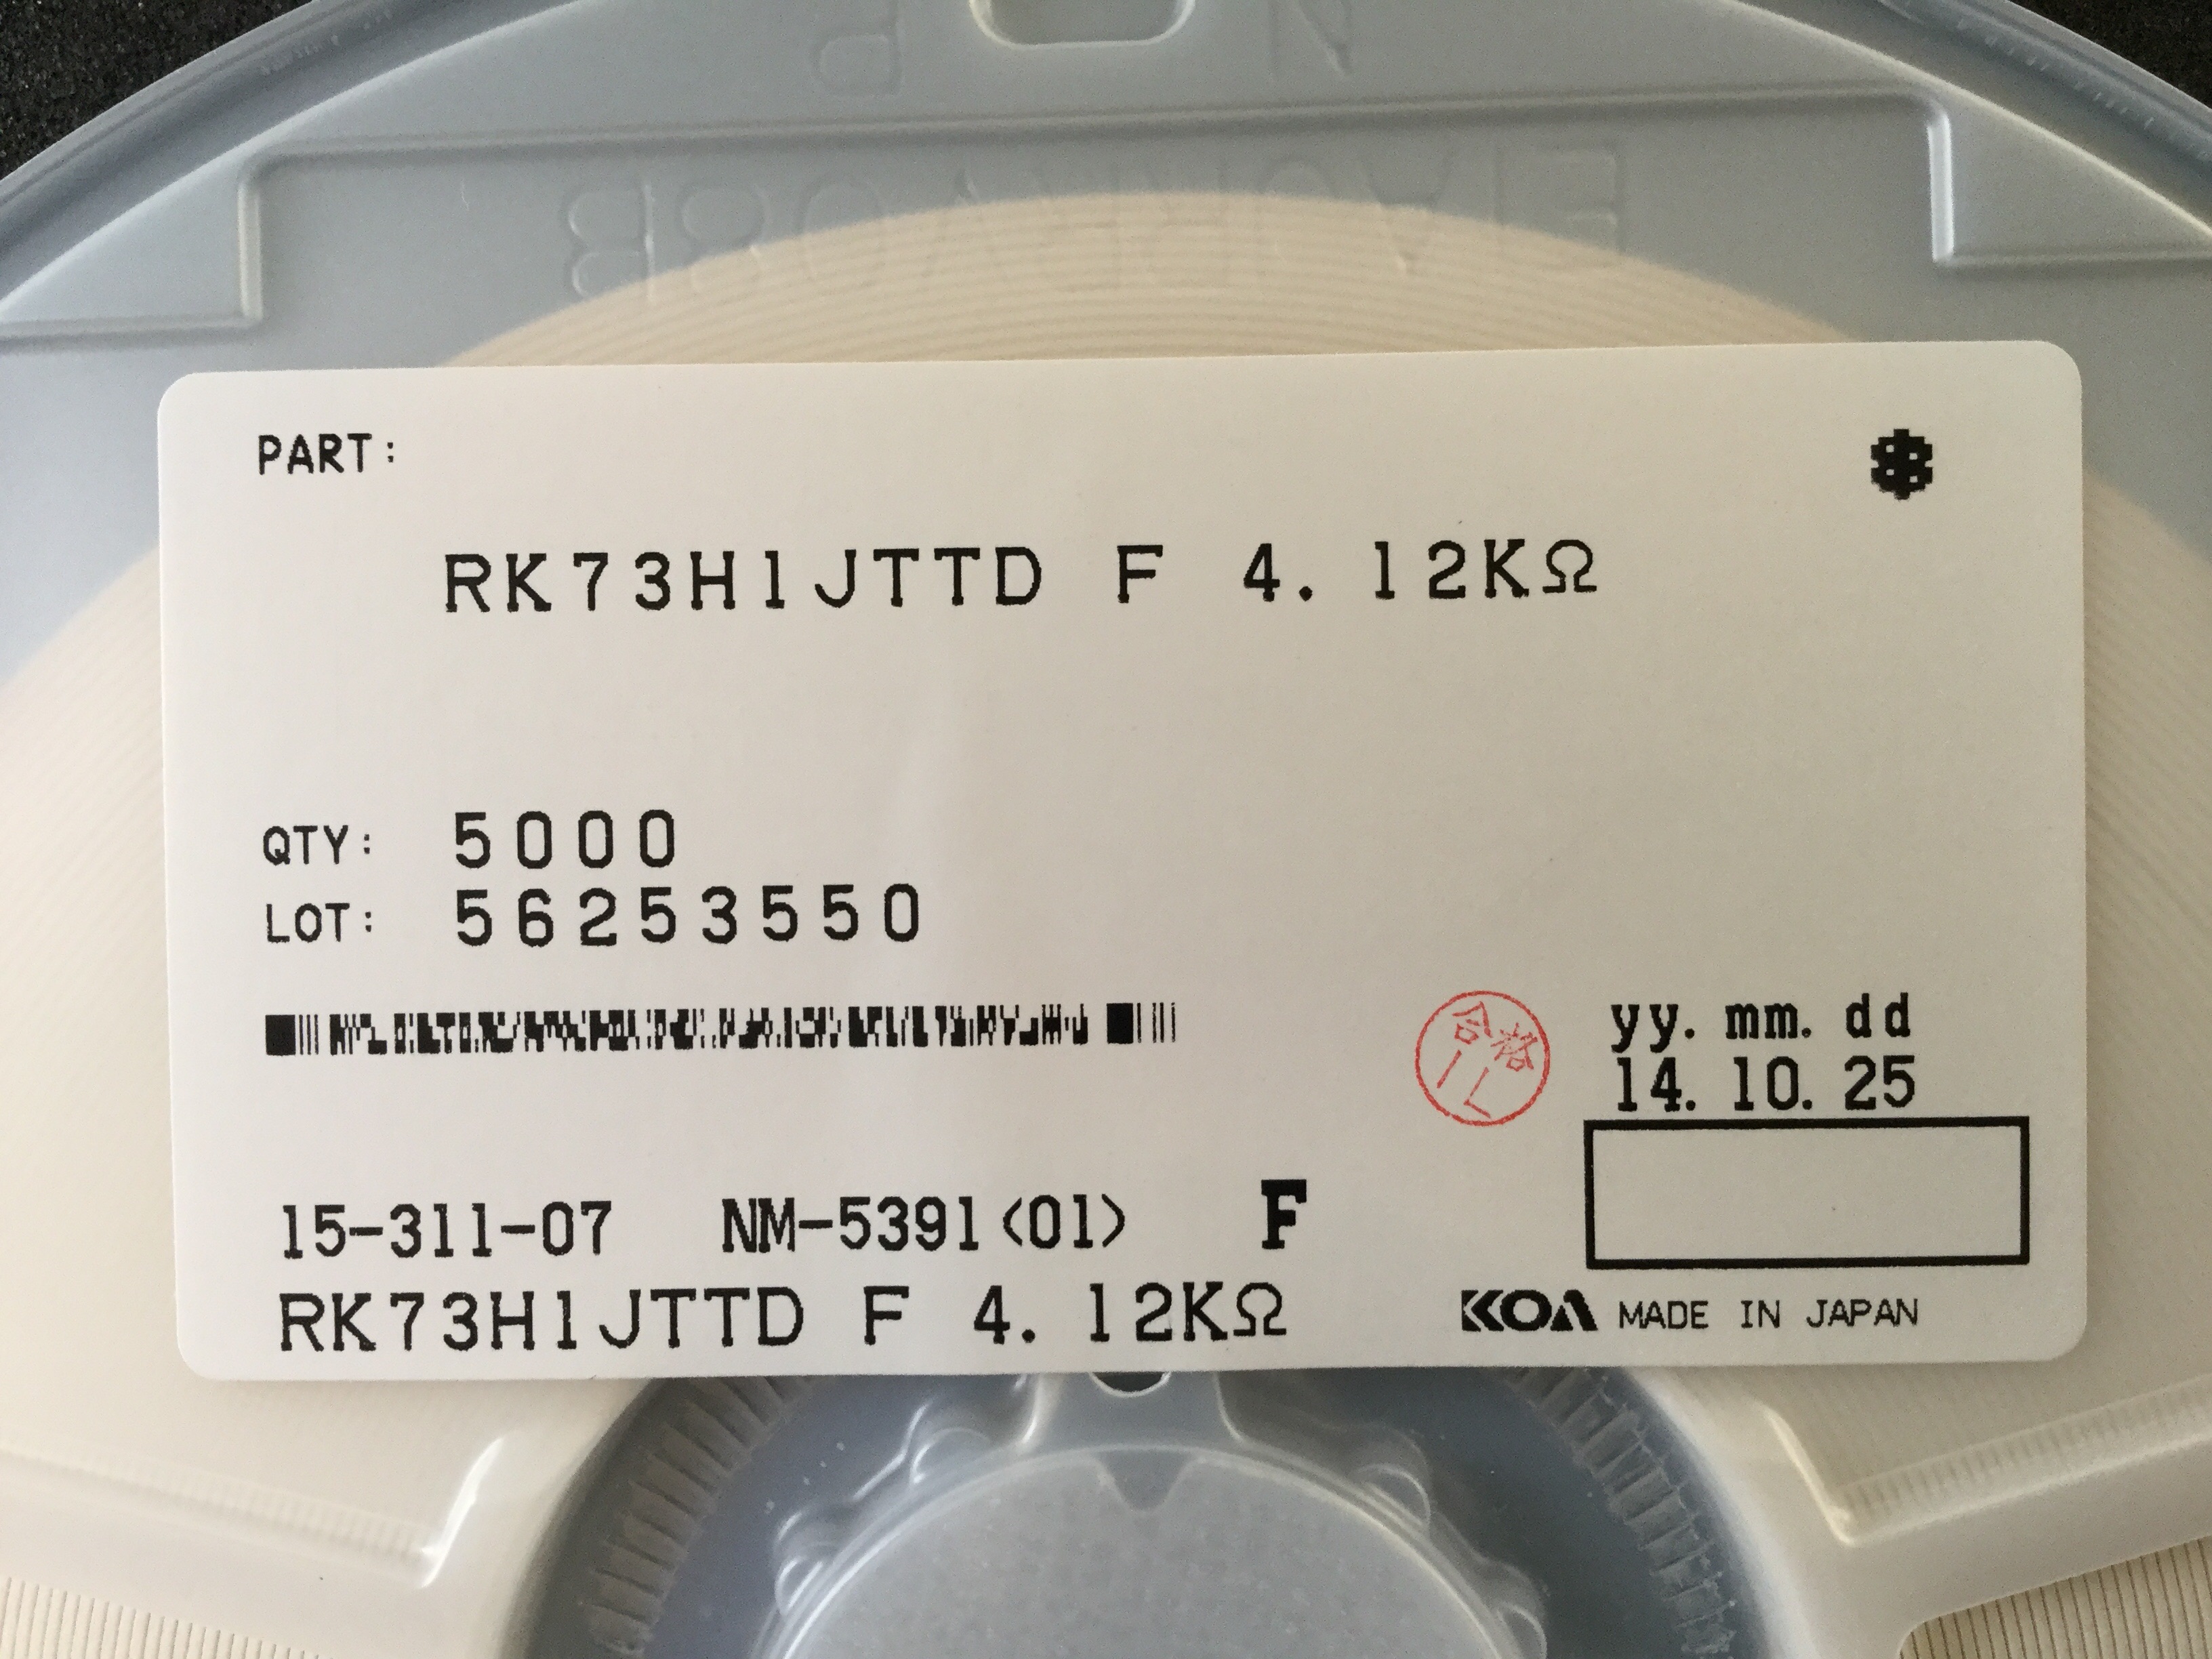 PART:
RK73H1JTTD F 4.12KΩ
QTY: 5000
LOT: 56253550
合格
yy. mm. dd
14. 10. 25
15-311-07 NM-5391<01> F
RK73H1JTTD F 4.12KΩ
KOA MADE IN JAPAN